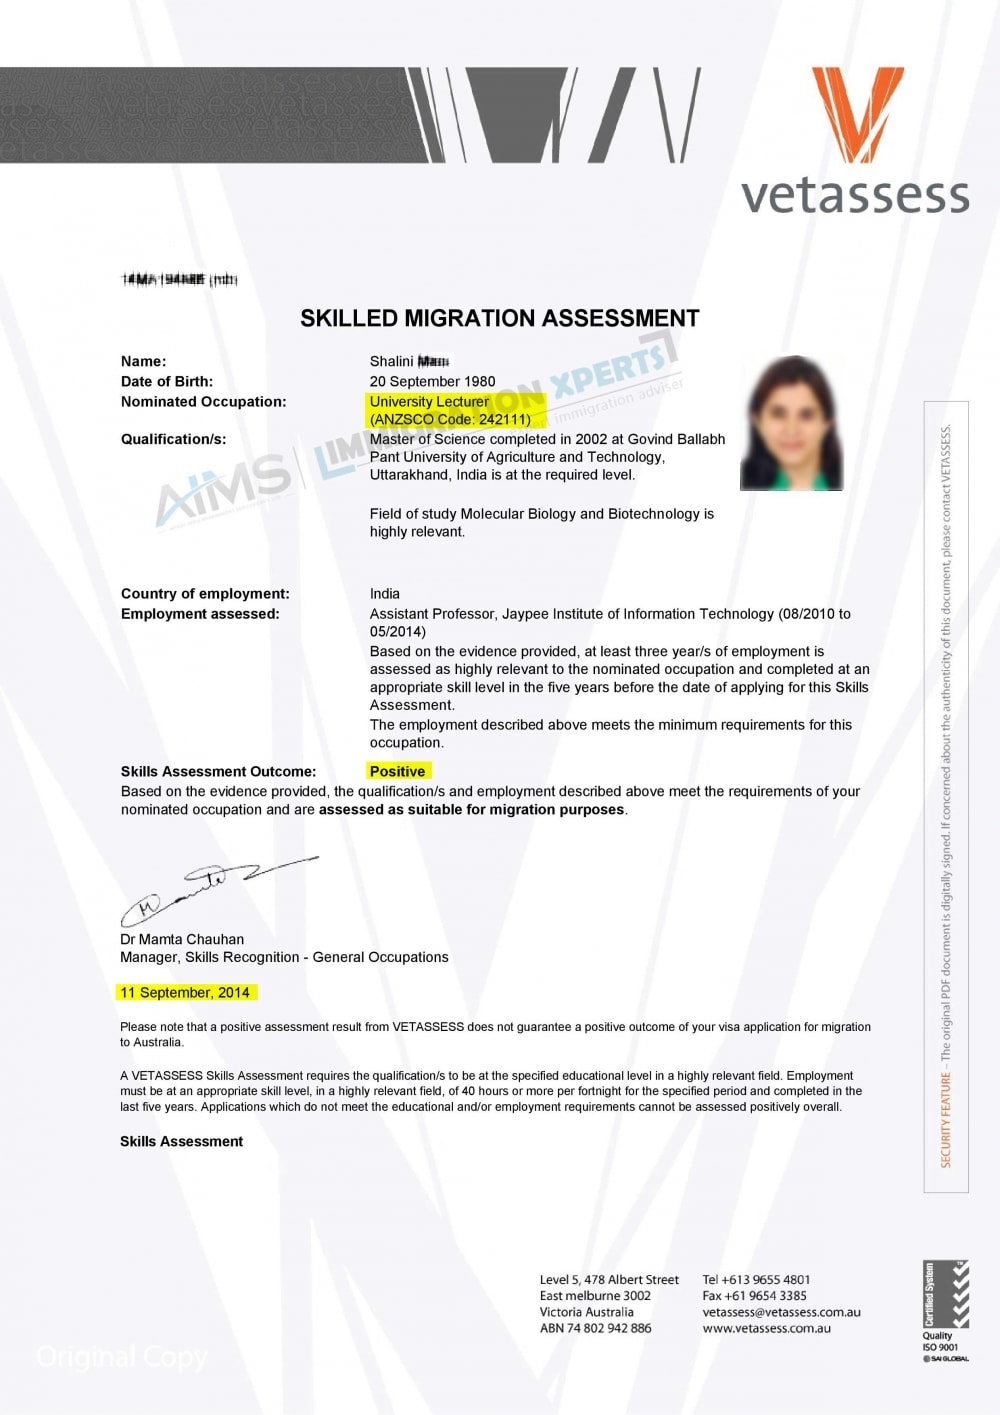 vetassess
SKILLED MIGRATION ASSESSMENT
Name: Shalini
Date of Birth: 20 September 1980
Nominated Occupation: University Lecturer
(ANZSCO Code: 242111)
Qualification/s: Master of Science completed in 2002 at Govind Ballabh
Pant University of Agriculture and Technology,
Uttarakhand, India is at the required level.
Field of study Molecular Biology and Biotechnology is
highly relevant.
AIMS IMMIGRATION XPERTS
expert immigration adviser
Country of employment: India
Employment assessed: Assistant Professor, Jaypee Institute of Information Technology (08/2010 to
05/2014)
Based on the evidence provided, at least three year/s of employment is
assessed as highly relevant to the nominated occupation and completed at an
appropriate skill level in the five years before the date of applying for this Skills
Assessment.
The employment described above meets the minimum requirements for this
occupation.
Skills Assessment Outcome: Positive
Based on the evidence provided, the qualification/s and employment described above meet the requirements of your
nominated occupation and are assessed as suitable for migration purposes.
Dr Mamta Chauhan
Manager, Skills Recognition - General Occupations
11 September, 2014
Please note that a positive assessment result from VETASSESS does not guarantee a positive outcome of your visa application for migration
to Australia.
A VETASSESS Skills Assessment requires the qualification/s to be at the specified educational level in a highly relevant field. Employment
must be at an appropriate skill level, in a highly relevant field, of 40 hours or more per fortnight for the specified period and completed in the
last five years. Applications which do not meet the educational and/or employment requirements cannot be assessed positively overall.
Skills Assessment
SECURITY FEATURE – The original PDF document is digitally signed. If concerned about the authenticity of this document, please contact VETASSESS.
Level 5, 478 Albert Street
East melburne 3002
Victoria Australia
ABN 74 802 942 886
Tel +613 9655 4801
Fax +61 9654 3385
vetassess@vetassess.com.au
www.vetassess.com.au
Certified System
Quality
ISO 9001
SAI GLOBAL
Original Copy